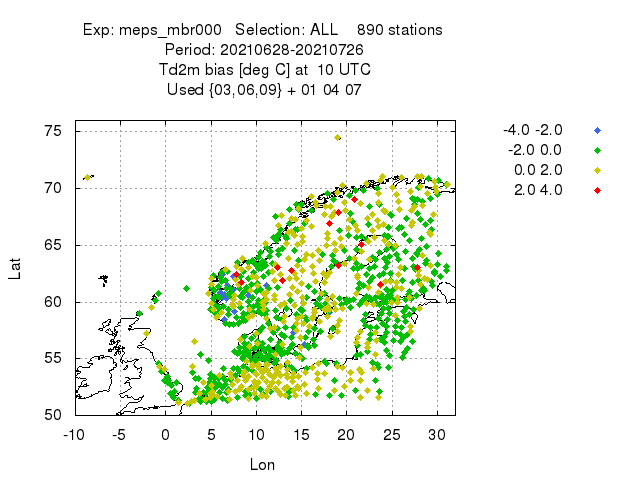 Exp: meps_mbr000 Selection: ALL 890 stations
Period: 20210628-20210726
Td2m bias [deg C] at 10 UTC
Used {03,06,09} + 01 04 07
-4.0 -2.0
-2.0 0.0
0.0 2.0
2.0 4.0
75
70
65
60
55
50
Lat
-10 -5 0 5 10 15 20 25 30
Lon